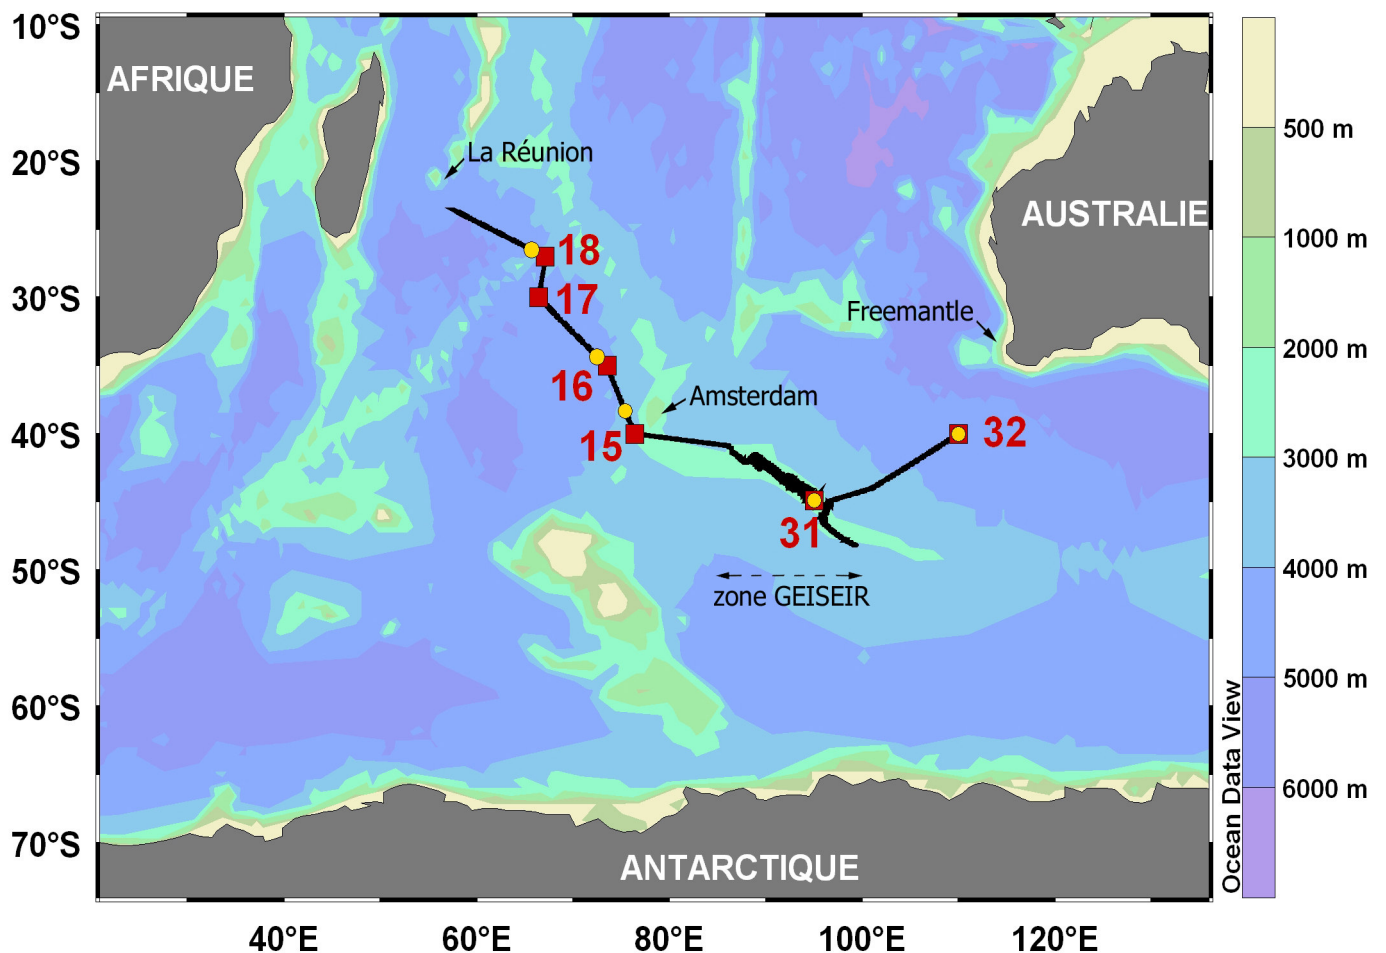 10°S
20°S
30°S
40°S
50°S
60°S
70°S
AFRIQUE
La Réunion
AUSTRALIE
18
17
Freemantle
16
Amsterdam
15
32
31
zone GEISEIR
ANTARCTIQUE
40°E
60°E
80°E
100°E
120°E
500 m
1000 m
2000 m
3000 m
4000 m
5000 m
6000 m
Ocean Data View